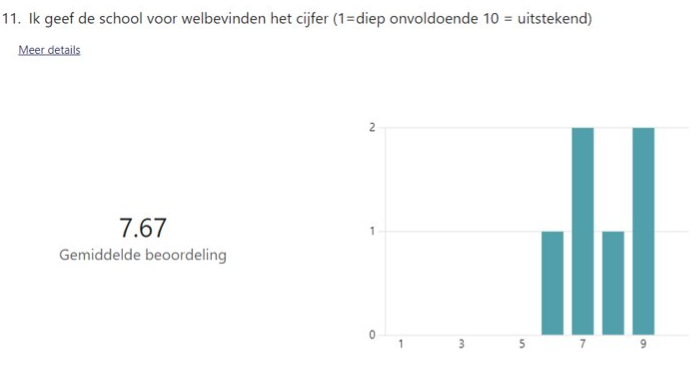 11. Ik geef de school voor welbevinden het cijfer (1=diep onvoldoende 10 = uitstekend)
Meer details
7.67
Gemiddelde beoordeling
2
1
0
1 3 5 7 9